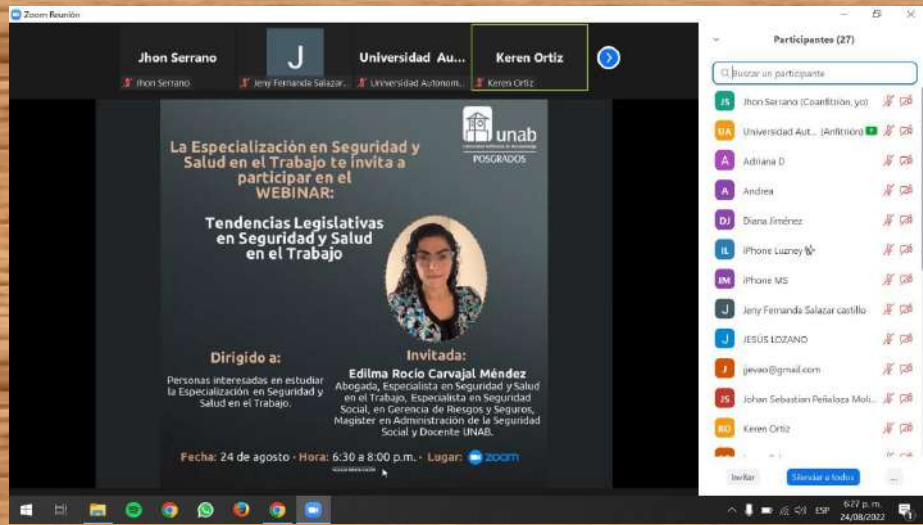 Zoom Reunión
Jhon Serrano
Jhon Serrano
J
Jeny Fernanda Salazar...
Universidad Au...
Universidad Autonom...
Keren Ortiz
Keren Ortiz
unab
POSGRADOS
La Especialización en Seguridad y
Salud en el Trabajo te invita a
participar en el
WEBINAR:
Tendencias Legislativas
en Seguridad y Salud
en el Trabajo
Dirigido a:
Personas interesadas en estudiar
la Especialización en Seguridad y
Salud en el Trabajo.
Invitada:
Edilma Rocío Carvajal Méndez
Abogada, Especialista en Seguridad y Salud
en el Trabajo, Especialista en Seguridad
Social, en Gerencia de Riesgos y Seguros,
Magister en Administración de la Seguridad
Social y Docente UNAB.
Fecha: 24 de agosto - Hora: 6:30 a 8:00 p.m. - Lugar: zoom
Participantes (27)
Buscar un participante
JS Jhon Serrano (Coanfitrión, yo)
UA Universidad Aut... (Anfitrión)
A Adriana D
A Andrea
DJ Diana Jiménez
IL iPhone Luzney
IM iPhone MS
J Jeny Fernanda Salazar castillo
J JESÚS LOZANO
J
JS Johan Sebastian Peñaloza Moli...
KO Keren Ortiz
Invitar
Silenciar a todos
...
ESP
6:27 p. m.
24/08/2022